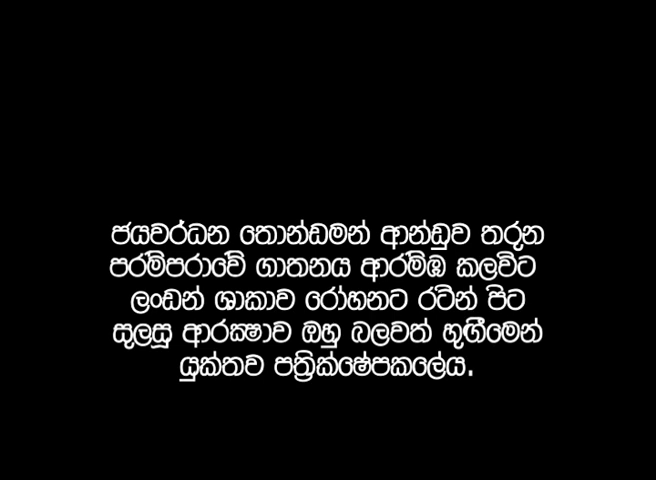 ජයවර්ධන තොන්ඩමන් ආන්ඩුව තරුන
පරම්පරාවේ ගාතනය ආරම්භ කලවිට
ලංඩන් ශාකාව රෝහනට රටින් පිට
සුලසූ ආරක්‍ෂාව ඔහු බලවත් හුඟීමෙන්
යුක්තව පත්‍රික්ෂේපකලේය.